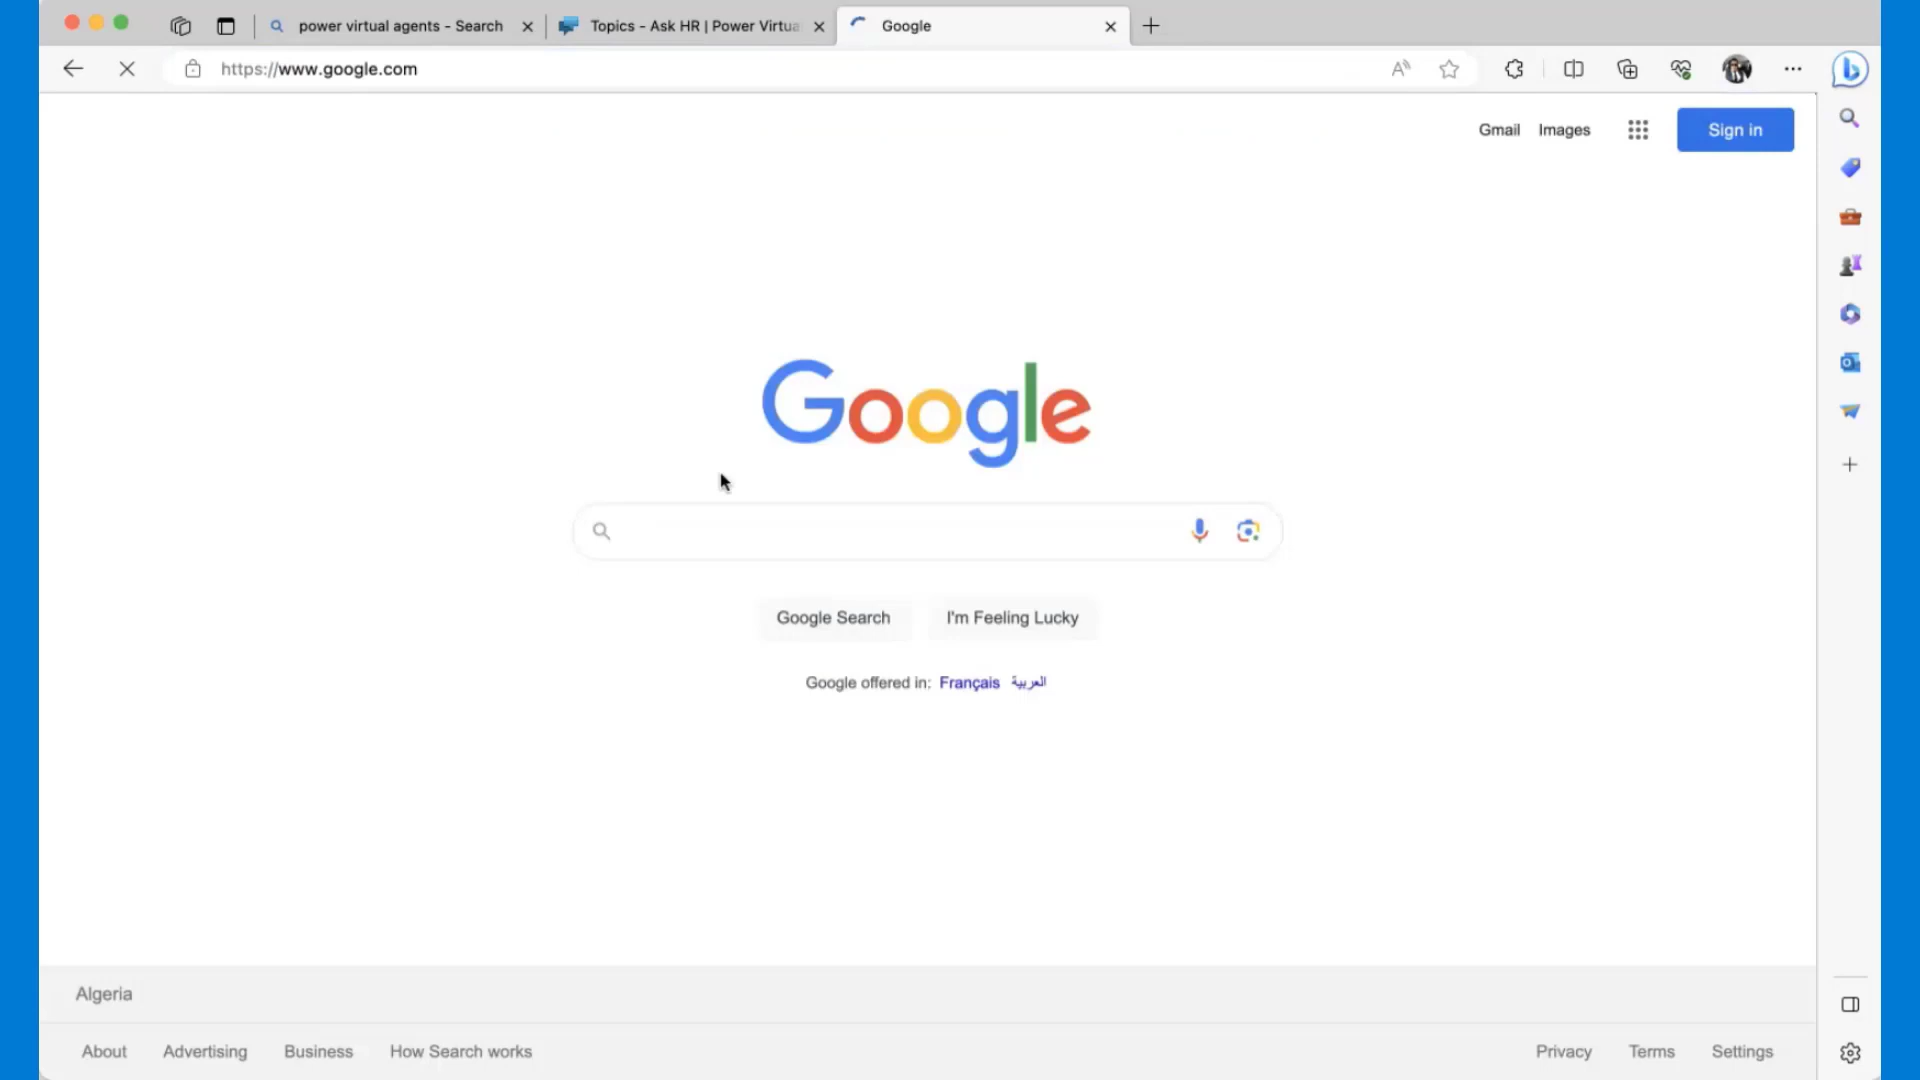 power virtual agents - Search
Topics - Ask HR | Power Virtua
Google
https://www.google.com
Gmail Images Sign in
Google
Google Search I'm Feeling Lucky
Google offered in: Français العربية
Algeria
About Advertising Business How Search works Privacy Terms Settings